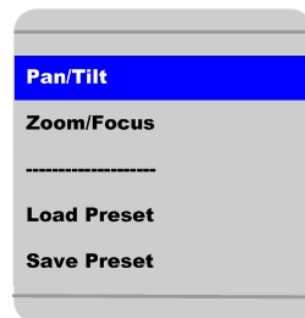 Pan/Tilt
Zoom/Focus
--------------------
Load Preset
Save Preset